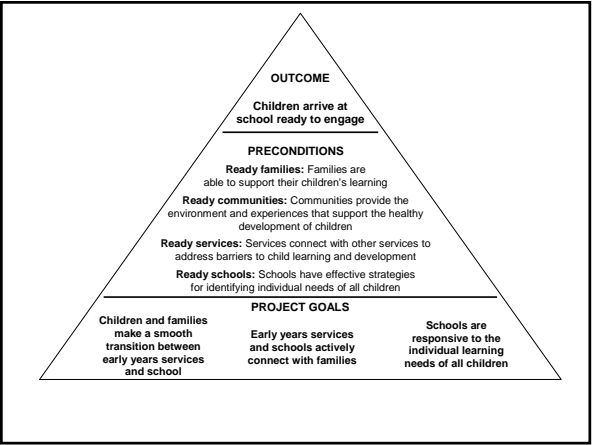 OUTCOME
Children arrive at
school ready to engage
PRECONDITIONS
Ready families: Families are
able to support their children's learning
Ready communities: Communities provide the
environment and experiences that support the healthy
development of children
Ready services: Services connect with other services to
address barriers to child learning and development
Ready schools: Schools have effective strategies
for identifying individual needs of all children
PROJECT GOALS
Children and families
make a smooth
transition between
early years services
and school
Early years services
and schools actively
connect with families
Schools are
responsive to the
individual learning
needs of all children